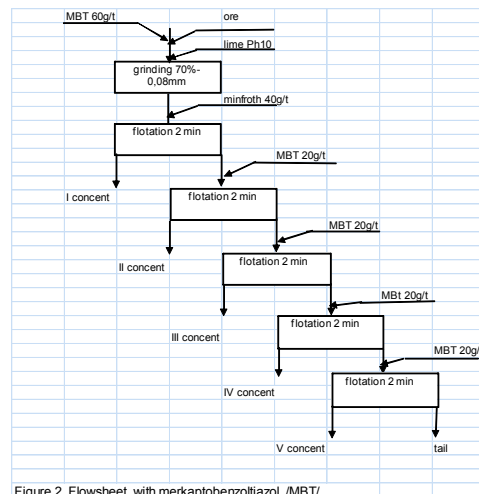 MBT 60g/t
ore
lime Ph10
grinding 70%-
0,08mm
minfroth 40g/t
flotation 2 min
MBT 20g/t
I concent
flotation 2 min
MBT 20g/t
II concent
flotation 2 min
MBt 20g/t
III concent
flotation 2 min
MBT 20g/
IV concent
flotation 2 min
V concent
tail
Figure 2. Flowsheet with merkaptobenzoltiazol /MBT/